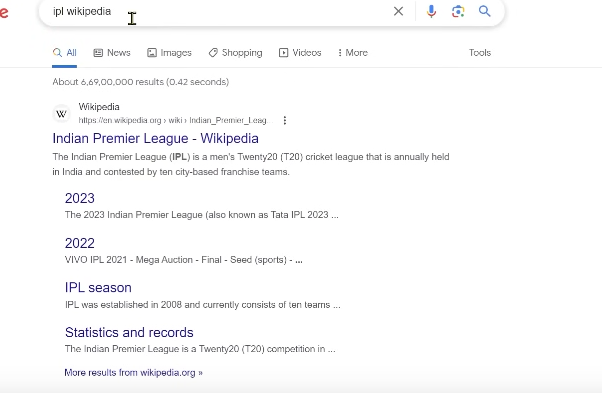 e
ipl wikipedia
All News Images Shopping Videos More Tools
About 6,69,00,000 results (0.42 seconds)
W
Wikipedia
https://en.wikipedia.org › wiki › Indian_Premier_Leag
Indian Premier League - Wikipedia
The Indian Premier League (IPL) is a men's Twenty20 (T20) cricket league that is annually held
in India and contested by ten city-based franchise teams.
2023
The 2023 Indian Premier League (also known as Tata IPL 2023 ...
2022
VIVO IPL 2021 - Mega Auction - Final - Seed (sports) - ...
IPL season
IPL was established in 2008 and currently consists of ten teams ...
Statistics and records
The Indian Premier League is a Twenty20 (T20) competition in ...
More results from wikipedia.org »